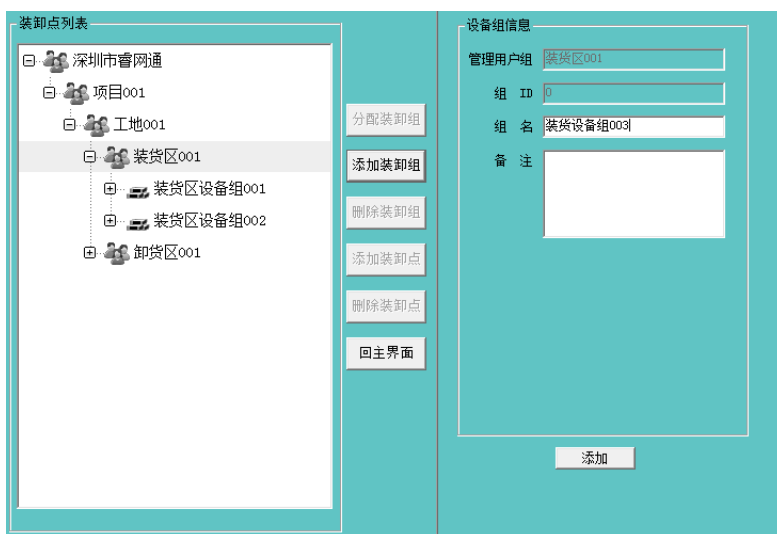 装卸点列表
深圳市睿网通
项目001
工地001
装货区001
装货区设备组001
装货区设备组002
卸货区001
分配装卸组
添加装卸组
删除装卸组
添加装卸点
删除装卸点
回主界面
设备组信息
管理用户组 装货区001
组 ID 0
组 名 装货设备组003
备 注
添加